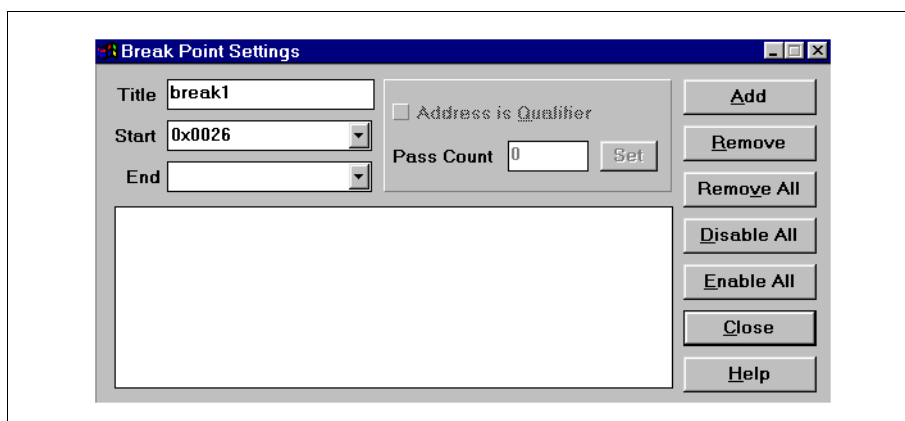 Break Point Settings
Title break1
Start 0x0026
End
Address is Qualifier
Pass Count 0 Set
Add
Remove
Remove All
Disable All
Enable All
Close
Help